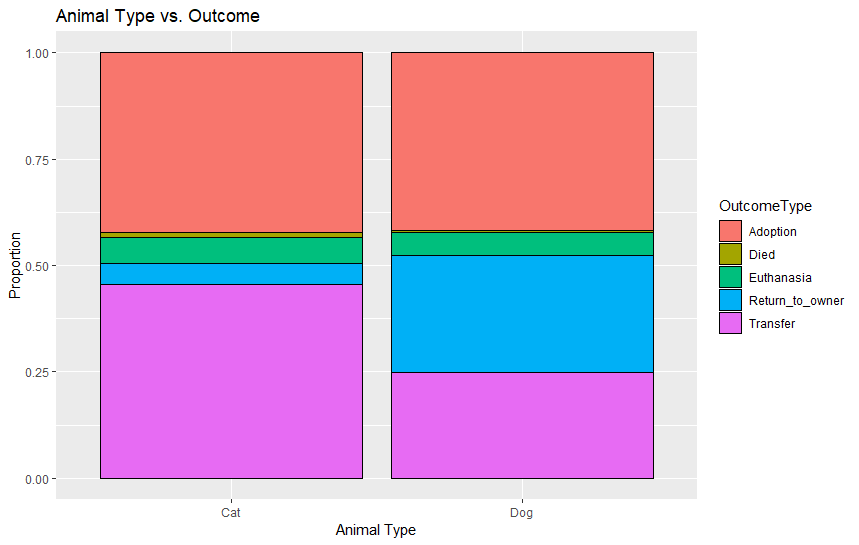 Animal Type vs. Outcome
1.00
0.75
0.50
0.25
0.00
Proportion
Cat
Dog
Animal Type
OutcomeType
Adoption
Died
Euthanasia
Return_to_owner
Transfer